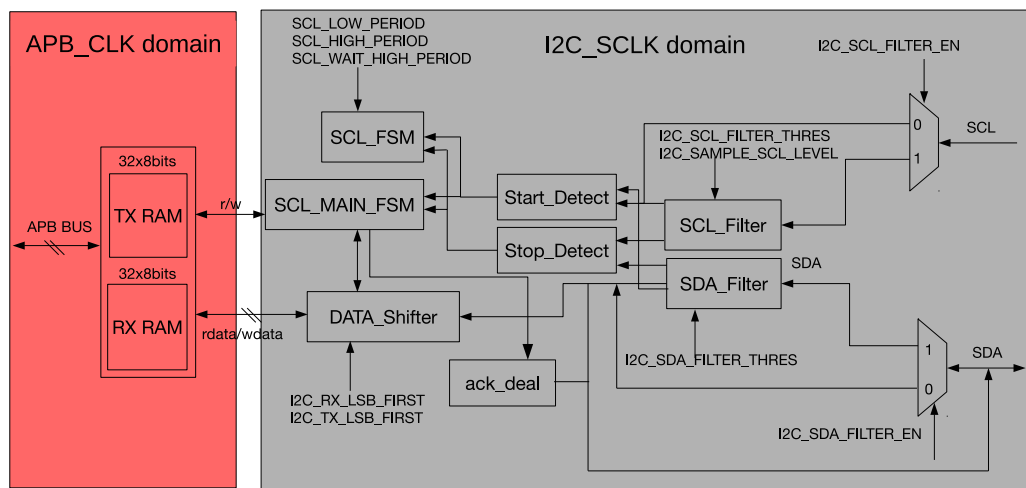 APB_CLK domain
I2C_SCLK domain
SCL_LOW_PERIOD
SCL_HIGH_PERIOD
SCL_WAIT_HIGH_PERIOD
I2C_SCL_FILTER_EN
SCL_FSM
0
SCL
1
I2C_SCL_FILTER_THRES
I2C_SAMPLE_SCL_LEVEL
32x8bits
TX RAM
r/w
SCL_MAIN_FSM
Start_Detect
SCL_Filter
APB BUS
Stop_Detect
SDA
32x8bits
SDA_Filter
RX RAM
rdata/wdata
DATA_Shifter
1
SDA
0
I2C_SDA_FILTER_THRES
ack_deal
I2C_RX_LSB_FIRST
I2C_TX_LSB_FIRST
I2C_SDA_FILTER_EN